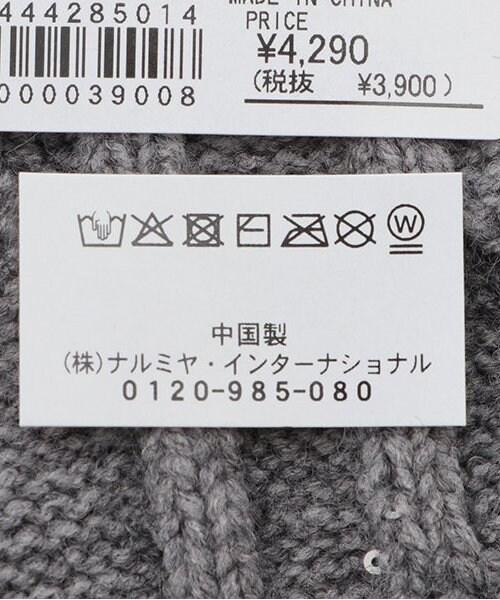 444285014
000039008
MADE IN CHINA
PRICE
¥4,290
(税抜 ¥3,900)
W
中国製
(株)ナルミヤ・インターナショナル
0120-985-080